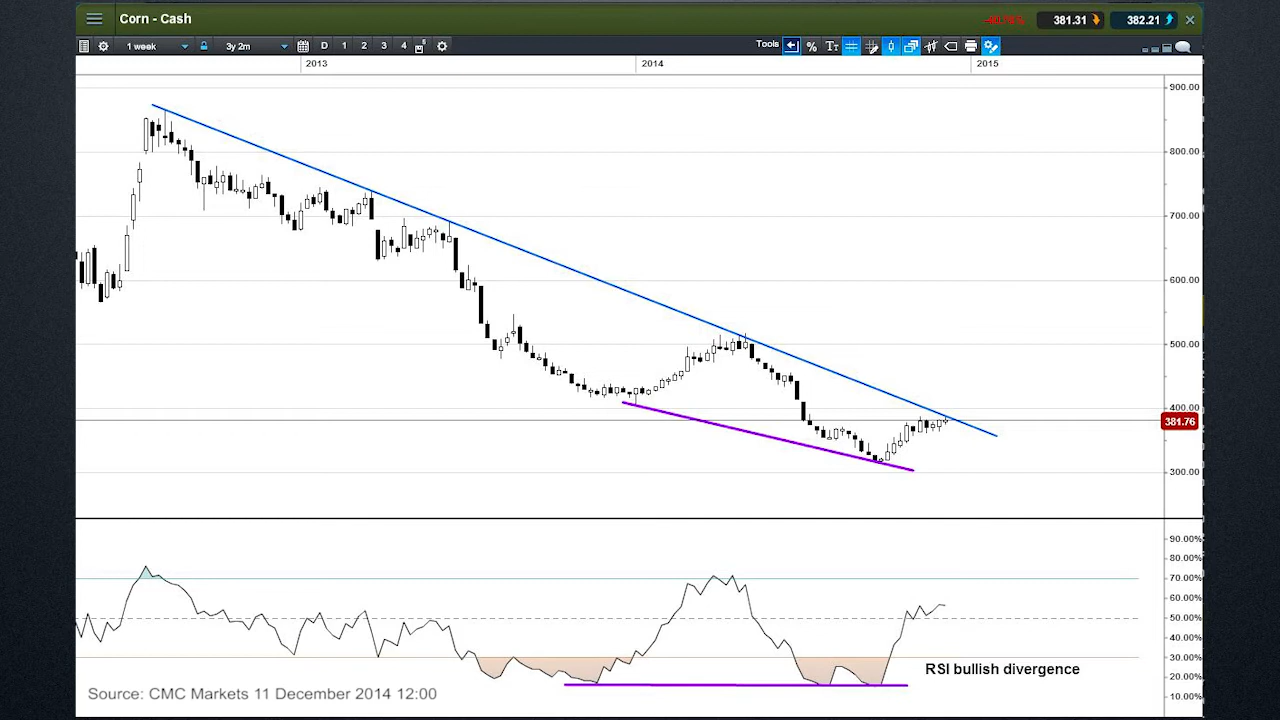 Corn - Cash
381.31
382.21
1 week
3y 2m
D 1 2 3 4
Tools
2013 2014 2015
900.00
800.00
700.00
600.00
500.00
400.00
381.76
300.00
90.00%
80.00%
70.00%
60.00%
50.00%
40.00%
30.00%
RSI bullish divergence
20.00%
Source: CMC Markets 11 December 2014 12:00
10.00%